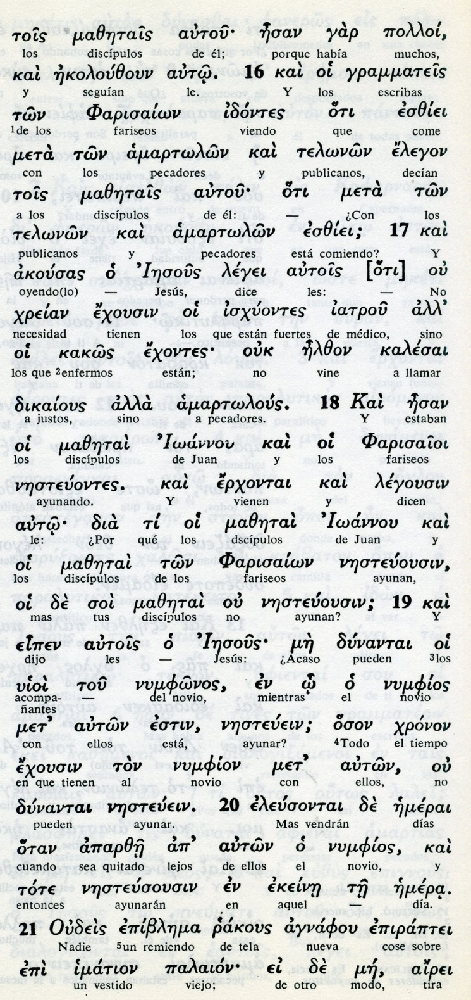 τοῖς μαθηταῖς αὐτοῦ· ἦσαν γὰρ πολλοί,
los discípulos de él; porque había muchos,
καὶ ἠκολούθουν αὐτῷ. 16 καὶ οἱ γραμματεῖς
y seguían le. Y los escribas
τῶν Φαρισαίων ἰδόντες ὅτι ἐσθίει
1de los fariseos viendo que come
μετὰ τῶν ἁμαρτωλῶν καὶ τελωνῶν ἔλεγον
con los pecadores y publicanos, decían
τοῖς μαθηταῖς αὐτοῦ· ὅτι μετὰ τῶν
a los discípulos de él: — ¿Con los
τελωνῶν καὶ ἁμαρτωλῶν ἐσθίει; 17 καὶ
publicanos y pecadores está comiendo? Y
ἀκούσας ὁ Ἰησοῦς λέγει αὐτοῖς [ὅτι] οὐ
oyendo(lo) — Jesús, dice les: — No
χρείαν ἔχουσιν οἱ ἰσχύοντες ἰατροῦ ἀλλ’
necesidad tienen los que están fuertes de médico, sino
οἱ κακῶς ἔχοντες· οὐκ ἦλθον καλέσαι
los que 2enfermos están; no vine a llamar
δικαίους ἀλλὰ ἁμαρτωλούς. 18 Καὶ ἦσαν
a justos, sino a pecadores. Y estaban
οἱ μαθηταὶ Ἰωάννου καὶ οἱ Φαρισαῖοι
los discípulos de Juan y los fariseos
νηστεύοντες. καὶ ἔρχονται καὶ λέγουσιν
ayunando. Y vienen y dicen
αὐτῷ· διὰ τί οἱ μαθηταὶ Ἰωάννου καὶ
le: ¿Por qué los discípulos de Juan y
οἱ μαθηταὶ τῶν Φαρισαίων νηστεύουσιν,
los discípulos de los fariseos ayunan,
οἱ δὲ σοὶ μαθηταὶ οὐ νηστεύουσιν; 19 καὶ
mas tus discípulos no ayunan? Y
εἶπεν αὐτοῖς ὁ Ἰησοῦς· μὴ δύνανται οἱ
dijo les — Jesús: ¿Acaso pueden 3los
υἱοὶ τοῦ νυμφῶνος, ἐν ᾧ ὁ νυμφίος
acompa- — del novio, mientras el novio
ñantes
μετ’ αὐτῶν ἐστιν, νηστεύειν; ὅσον χρόνον
con ellos está, ayunar? 4Todo el tiempo
ἔχουσιν τὸν νυμφίον μετ’ αὐτῶν, οὐ
en que tienen al novio con ellos, no
δύνανται νηστεύειν. 20 ἐλεύσονται δὲ ἡμέραι
pueden ayunar. Mas vendrán días
ὅταν ἀπαρθῇ ἀπ’ αὐτῶν ὁ νυμφίος, καὶ
cuando sea quitado lejos de ellos el novio, y
τότε νηστεύσουσιν ἐν ἐκείνῃ τῇ ἡμέρᾳ.
entonces ayunarán en aquel — día.
21 Οὐδεὶς ἐπίβλημα ῥάκους ἀγνάφου ἐπιράπτει
Nadie 5un remiendo de tela nueva cose sobre
ἐπὶ ἱμάτιον παλαιόν· εἰ δὲ μή, αἴρει
un vestido viejo; de otro modo, tira